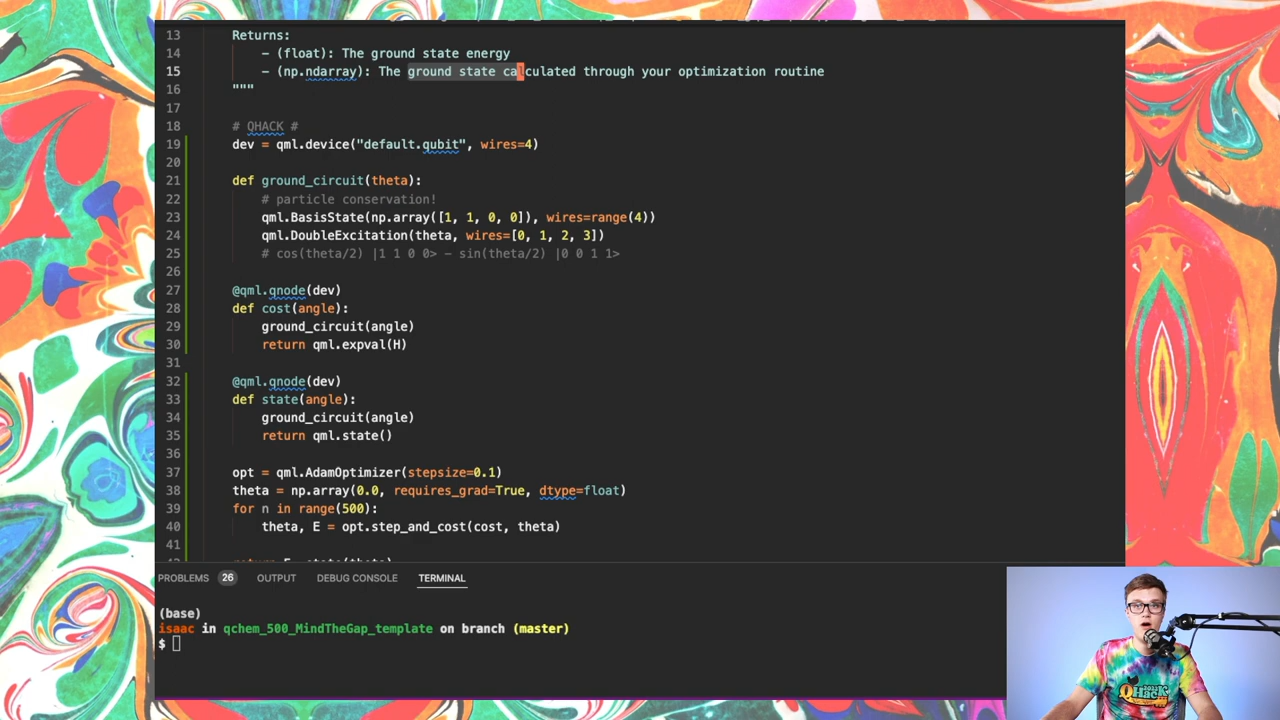 13 Returns:
14 - (float): The ground state energy
15 - (np.ndarray): The ground state calculated through your optimization routine
16 """
17
18 # QHACK #
19 dev = qml.device("default.qubit", wires=4)
20
21 def ground_circuit(theta):
22 # particle conservation!
23 qml.BasisState(np.array([1, 1, 0, 0]), wires=range(4))
24 qml.DoubleExcitation(theta, wires=[0, 1, 2, 3])
25 # cos(theta/2) |1 1 0 0> - sin(theta/2) |0 0 1 1>
26
27 @qml.qnode(dev)
28 def cost(angle):
29 ground_circuit(angle)
30 return qml.expval(H)
31
32 @qml.qnode(dev)
33 def state(angle):
34 ground_circuit(angle)
35 return qml.state()
36
37 opt = qml.AdamOptimizer(stepsize=0.1)
38 theta = np.array(0.0, requires_grad=True, dtype=float)
39 for n in range(500):
40 theta, E = opt.step_and_cost(cost, theta)
41
PROBLEMS 26 OUTPUT DEBUG CONSOLE TERMINAL
(base)
isaac in qchem_500_MindTheGap_template on branch (master)
$
QHack